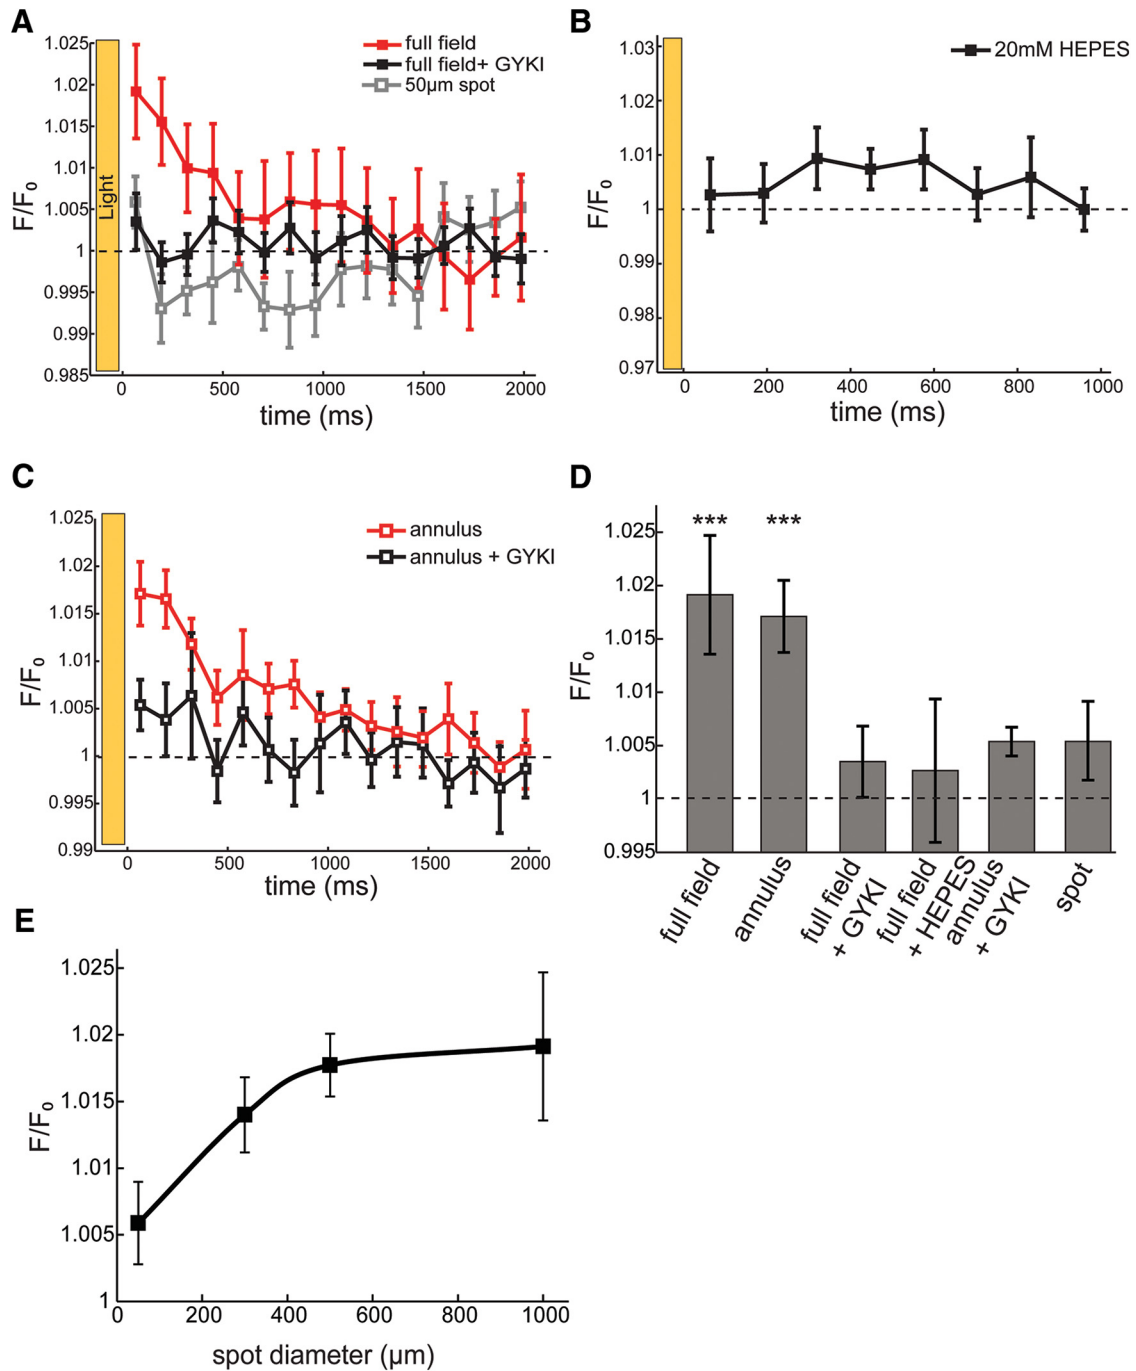 A
1.025
1.02
1.015
1.01
1.005
1
0.995
0.99
0.985
F/F0
Light
full field
full field+ GYKI
50µm spot
0
500
1000
1500
2000
time (ms)
B
1.03
1.02
1.01
1
0.99
0.98
0.97
F/F0
20mM HEPES
0
200
400
600
800
1000
time (ms)
C
1.025
1.02
1.015
1.01
1.005
1
0.995
0.99
F/F0
annulus
annulus + GYKI
0
500
1000
1500
2000
time (ms)
D
1.025
1.02
1.015
1.01
1.005
1
0.995
F/F0
***
***
full field
annulus
full field
+ GYKI
full field
+ HEPES
annulus
+ GYKI
spot
E
1.025
1.02
1.015
1.01
1.005
1
F/F0
0
200
400
600
800
1000
spot diameter (µm)